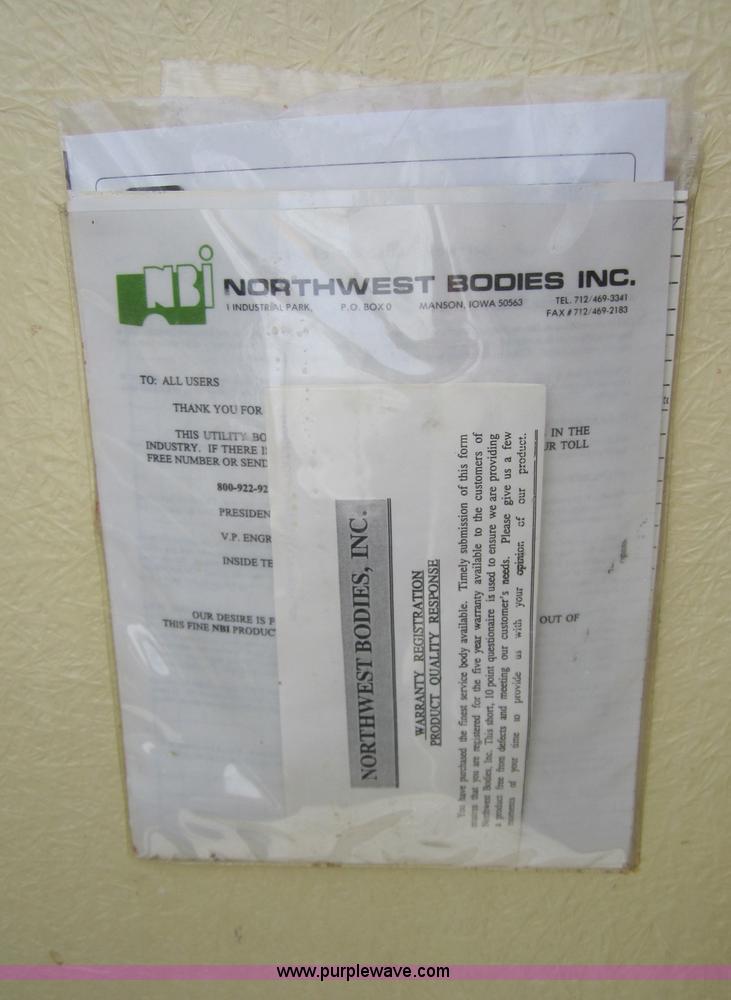 NBi NORTHWEST BODIES INC.
1 INDUSTRIAL PARK, P.O. BOX 0 MANSON, IOWA 50563 TEL. 712/469-3341
FAX # 712/469-2183
TO: ALL USERS
THANK YOU FOR
THIS UTILITY BO IN THE
INDUSTRY. IF THERE I UR TOLL
FREE NUMBER OR SEND
800-922-92
PRESIDEN
V.P. ENGR
INSIDE TE
OUR DESIRE IS OUT OF
THIS FINE NBI PRODUC
NORTHWEST BODIES, INC.
WARRANTY REGISTRATION
PRODUCT QUALITY RESPONSE
You have purchased the finest service body available. Timely submission of this form
insures that you are registered for the five year warranty available to the customers of
Northwest Bodies, Inc. This short, 10 point questionaire is used to ensure we are providing
a product free from defects and meeting our customer's needs. Please give us a few
moments of your time to provide us with your opinion of our product.
www.purplewave.com